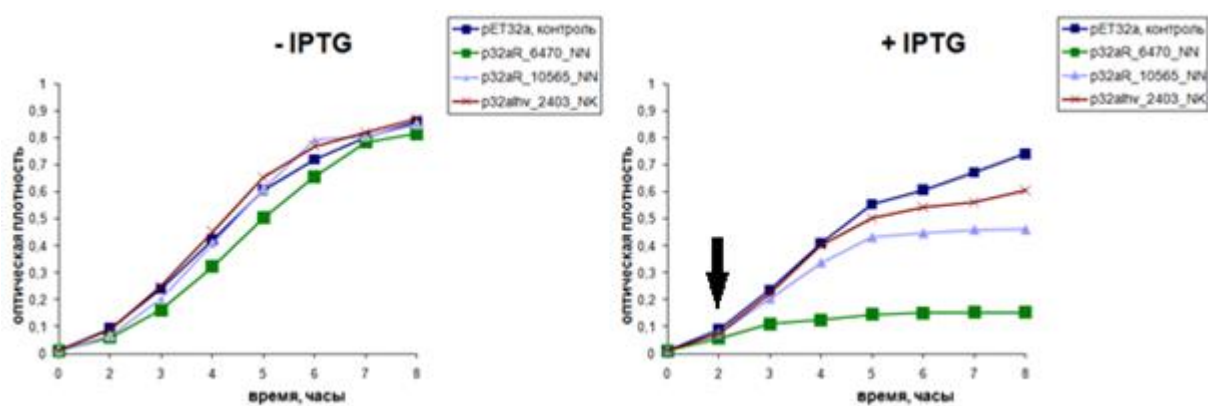 - IPTG
pET32a, контроль
p32aR_6470_NN
p32aR_10565_NN
p32alhv_2403_NK
оптическая плотность
1
0,9
0,8
0,7
0,6
0,5
0,4
0,3
0,2
0,1
0
0 2 3 4 5 6 7 8
время, часы
+ IPTG
pET32a, контроль
p32aR_6470_NN
p32aR_10565_NN
p32alhv_2403_NK
оптическая плотность
1
0,9
0,8
0,7
0,6
0,5
0,4
0,3
0,2
0,1
0
0 2 3 4 5 6 7 8
время, часы